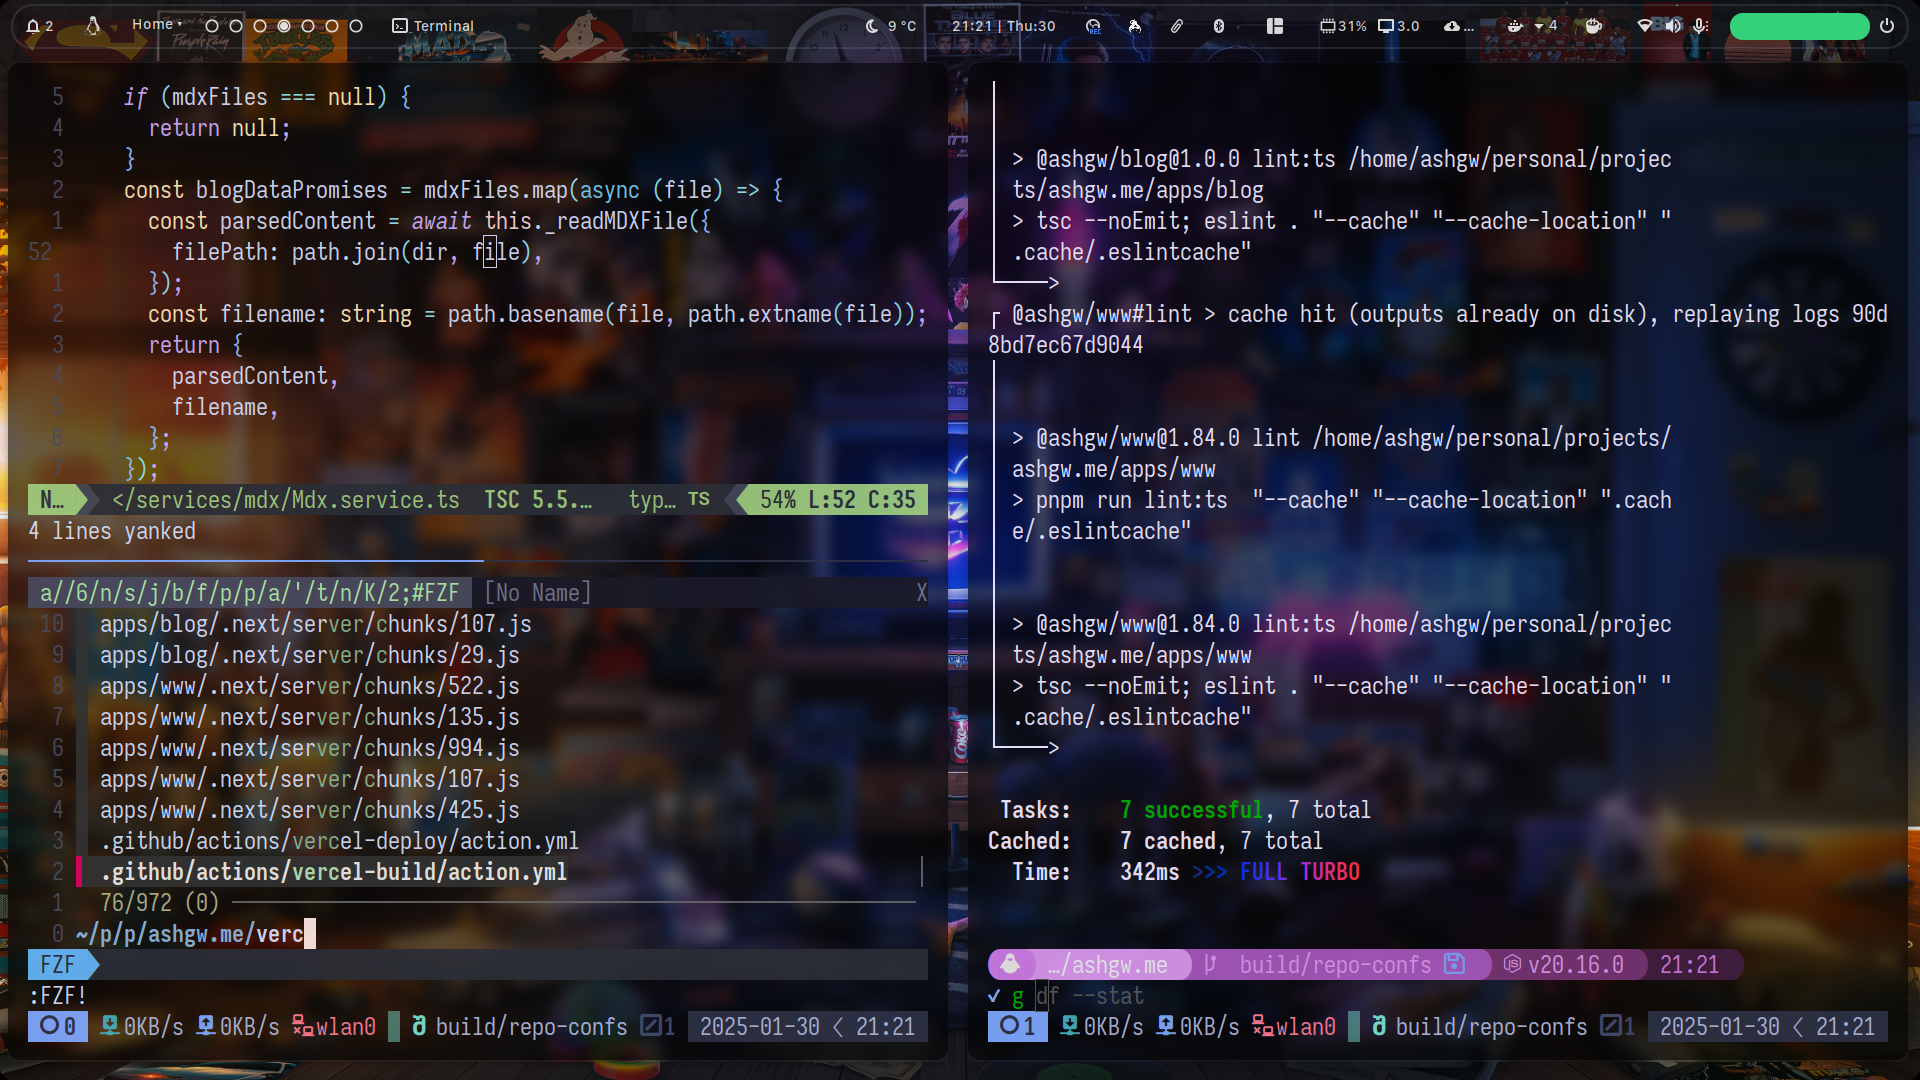 2
Home
Terminal
9 °C
21:21 | Thu:30
REC
31%
3.0
...
4
5 if (mdxFiles === null) {
4 return null;
3 }
2 const blogDataPromises = mdxFiles.map(async (file) => {
1 const parsedContent = await this._readMDXFile({
52 filePath: path.join(dir, file),
1 });
2 const filename: string = path.basename(file, path.extname(file));
3 return {
4 parsedContent,
5 filename,
6 };
7 });
N… </services/mdx/Mdx.service.ts TSC 5.5.… typ… TS 54% L:52 C:35
4 lines yanked
a//6/n/s/j/b/f/p/p/a/'/t/n/K/2;#FZF [No Name] X
10 apps/blog/.next/server/chunks/107.js
9 apps/blog/.next/server/chunks/29.js
8 apps/www/.next/server/chunks/522.js
7 apps/www/.next/server/chunks/135.js
6 apps/www/.next/server/chunks/994.js
5 apps/www/.next/server/chunks/107.js
4 apps/www/.next/server/chunks/425.js
3 .github/actions/vercel-deploy/action.yml
2 .github/actions/vercel-build/action.yml
1 76/972 (0)
0 ~/p/p/ashgw.me/verc
FZF
:FZF!
0 0KB/s 0KB/s wlan0 build/repo-confs 1 2025-01-30 < 21:21
> @ashgw/blog@1.0.0 lint:ts /home/ashgw/personal/projec
ts/ashgw.me/apps/blog
> tsc --noEmit; eslint . "--cache" "--cache-location" "
.cache/.eslintcache"
>
@ashgw/www#lint > cache hit (outputs already on disk), replaying logs 90d
8bd7ec67d9044
> @ashgw/www@1.84.0 lint /home/ashgw/personal/projects/
ashgw.me/apps/www
> pnpm run lint:ts "--cache" "--cache-location" ".cach
e/.eslintcache"
> @ashgw/www@1.84.0 lint:ts /home/ashgw/personal/projec
ts/ashgw.me/apps/www
> tsc --noEmit; eslint . "--cache" "--cache-location" "
.cache/.eslintcache"
>
Tasks: 7 successful, 7 total
Cached: 7 cached, 7 total
Time: 342ms >>> FULL TURBO
…/ashgw.me build/repo-confs v20.16.0 21:21
✓ g df --stat
1 0KB/s 0KB/s wlan0 build/repo-confs 1 2025-01-30 < 21:21